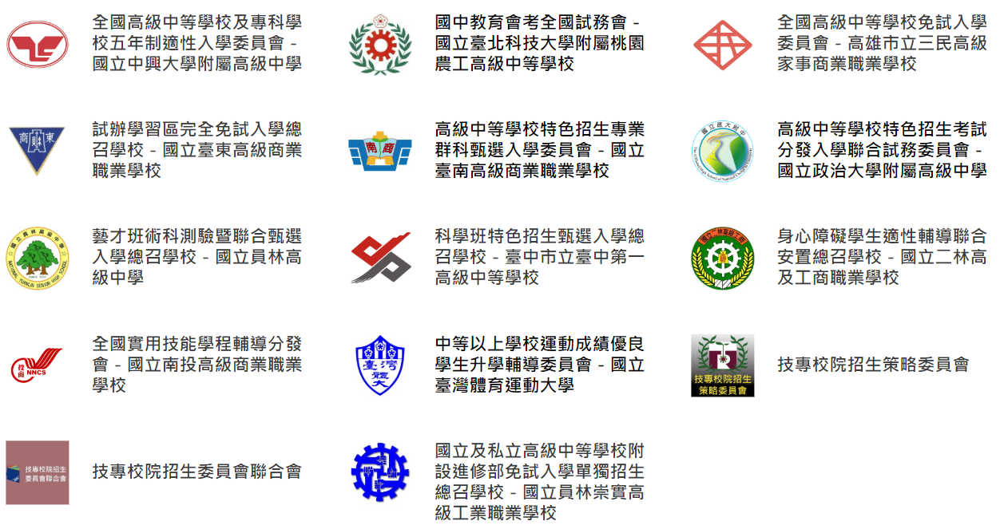 全國高級中等學校及專科學
校五年制適性入學委員會 -
國立中興大學附屬高級中學
國中教育會考全國試務會 -
國立臺北科技大學附屬桃園
農工高級中等學校
全國高級中等學校免試入學
委員會 - 高雄市立三民高級
家事商業職業學校
商 東
試辦學習區完全免試入學總
召學校 - 國立臺東高級商業
職業學校
南 商
高級中等學校特色招生專業
群科甄選入學委員會 - 國立
臺南高級商業職業學校
國立政大附中
高級中等學校特色招生考試
分發入學聯合試務委員會 -
國立政治大學附屬高級中學
國立員林高級中學
NATIONAL YUANLIN SENIOR HIGH SCHOOL
藝才班術科測驗暨聯合甄選
入學總召學校 - 國立員林高
級中學
科學班特色招生甄選入學總
召學校 - 臺中市立臺中第一
高級中等學校
國立二林高級工商
身心障礙學生適性輔導聯合
安置總召學校 - 國立二林高
及工商職業學校
投商
NNCS
全國實用技能學程輔導分發
會 - 國立南投高級商業職業
學校
臺灣
體
大
中等以上學校運動成績優良
學生升學輔導委員會 - 國立
臺灣體育運動大學
技專校院招生
策略委員會
技專校院招生策略委員會
技專校院招生
委員會聯合會
技專校院招生委員會聯合會
國立及私立高級中等學校附
設進修部免試入學單獨招生
總召學校 - 國立員林崇實高
級工業職業學校